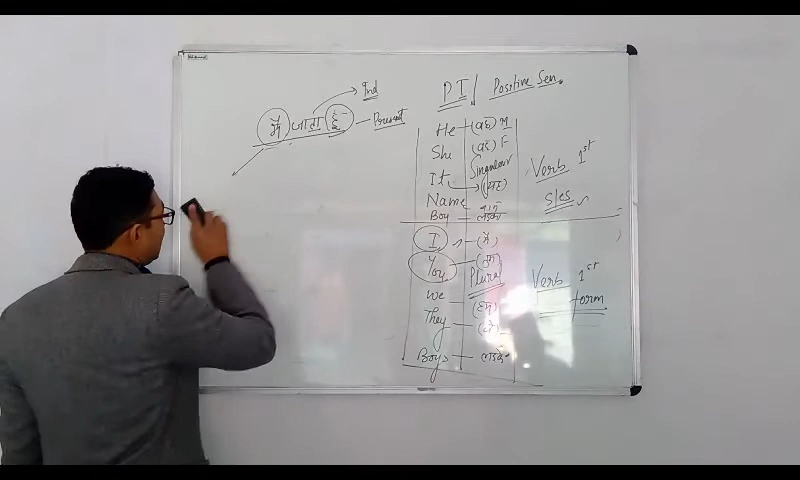 Ind
मैं जाता हूँ Present
PI Positive Sen.
He (वह) M
She (वह) F
Singular
It (यह)
Verb 1st
s/es
Name
Boy लड़का
I (मैं)
You
Plural
Verb 1st
form
We (हम)
They (वे)
Boys लड़के